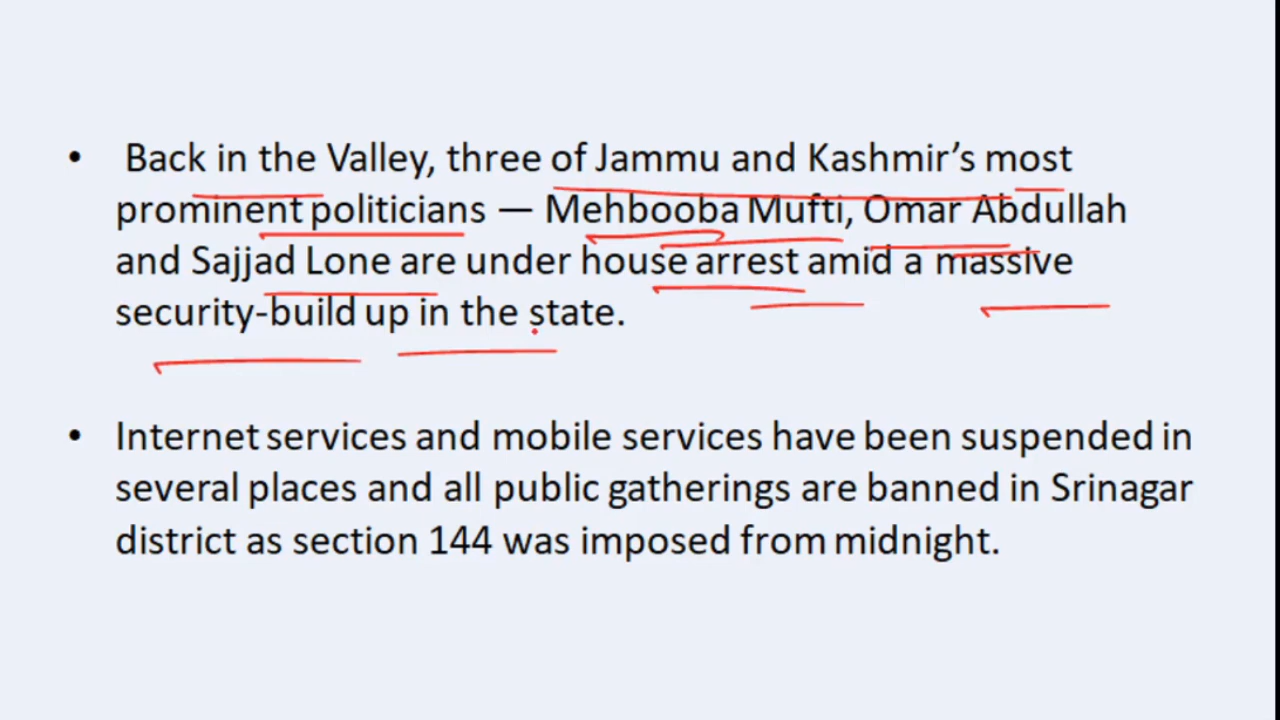 • Back in the Valley, three of Jammu and Kashmir’s most
prominent politicians — Mehbooba Mufti, Omar Abdullah
and Sajjad Lone are under house arrest amid a massive
security-build up in the state.
• Internet services and mobile services have been suspended in
several places and all public gatherings are banned in Srinagar
district as section 144 was imposed from midnight.